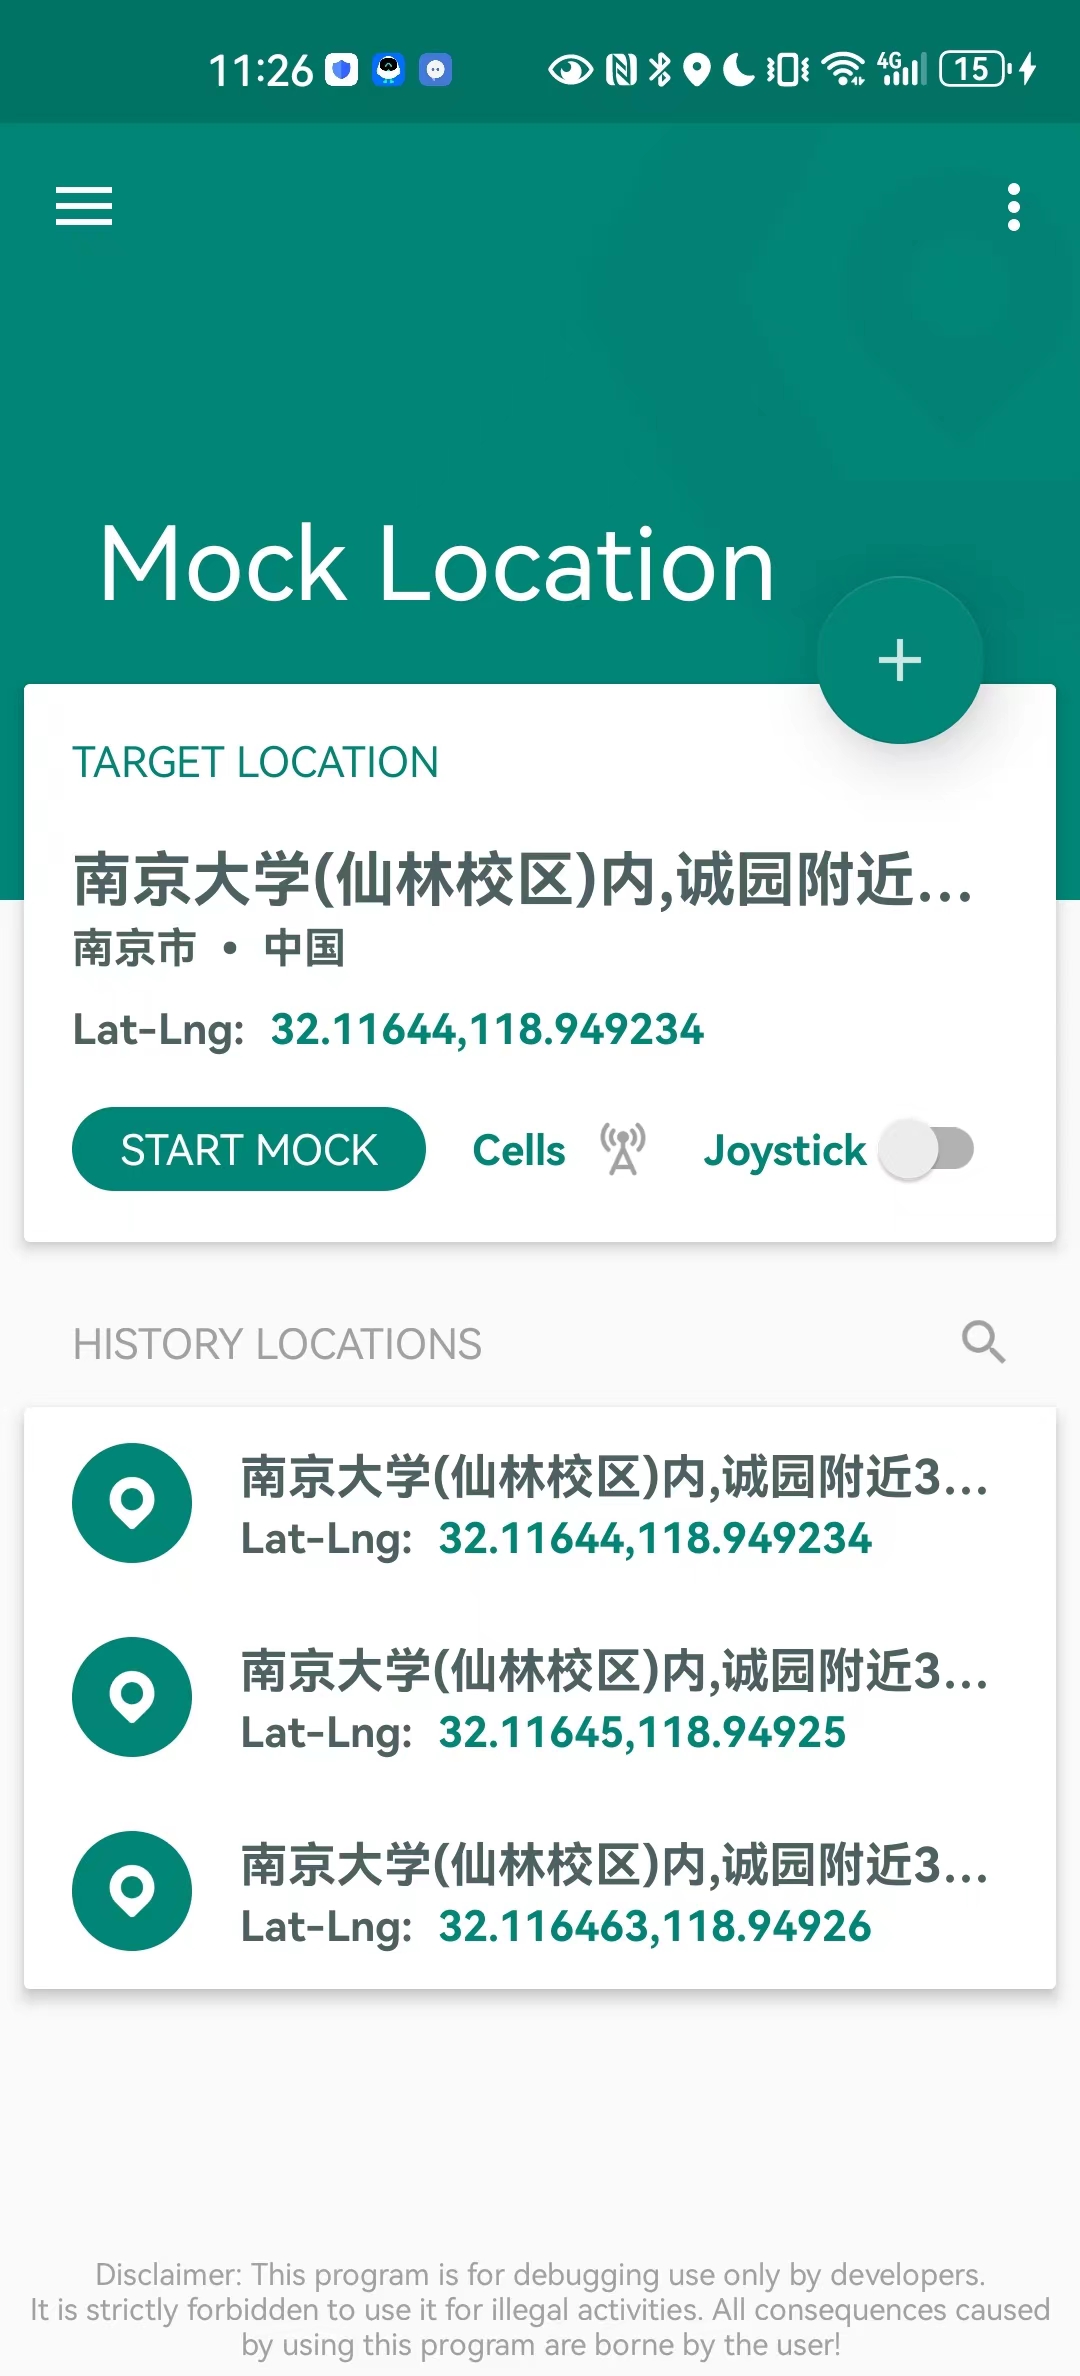 11:26
4G
15
Mock Location
TARGET LOCATION
南京大学(仙林校区)内,诚园附近...
南京市 • 中国
Lat-Lng: 32.11644,118.949234
START MOCK
Cells
Joystick
HISTORY LOCATIONS
南京大学(仙林校区)内,诚园附近3...
Lat-Lng: 32.11644,118.949234
南京大学(仙林校区)内,诚园附近3...
Lat-Lng: 32.11645,118.94925
南京大学(仙林校区)内,诚园附近3...
Lat-Lng: 32.116463,118.94926
Disclaimer: This program is for debugging use only by developers.
It is strictly forbidden to use it for illegal activities. All consequences caused
by using this program are borne by the user!